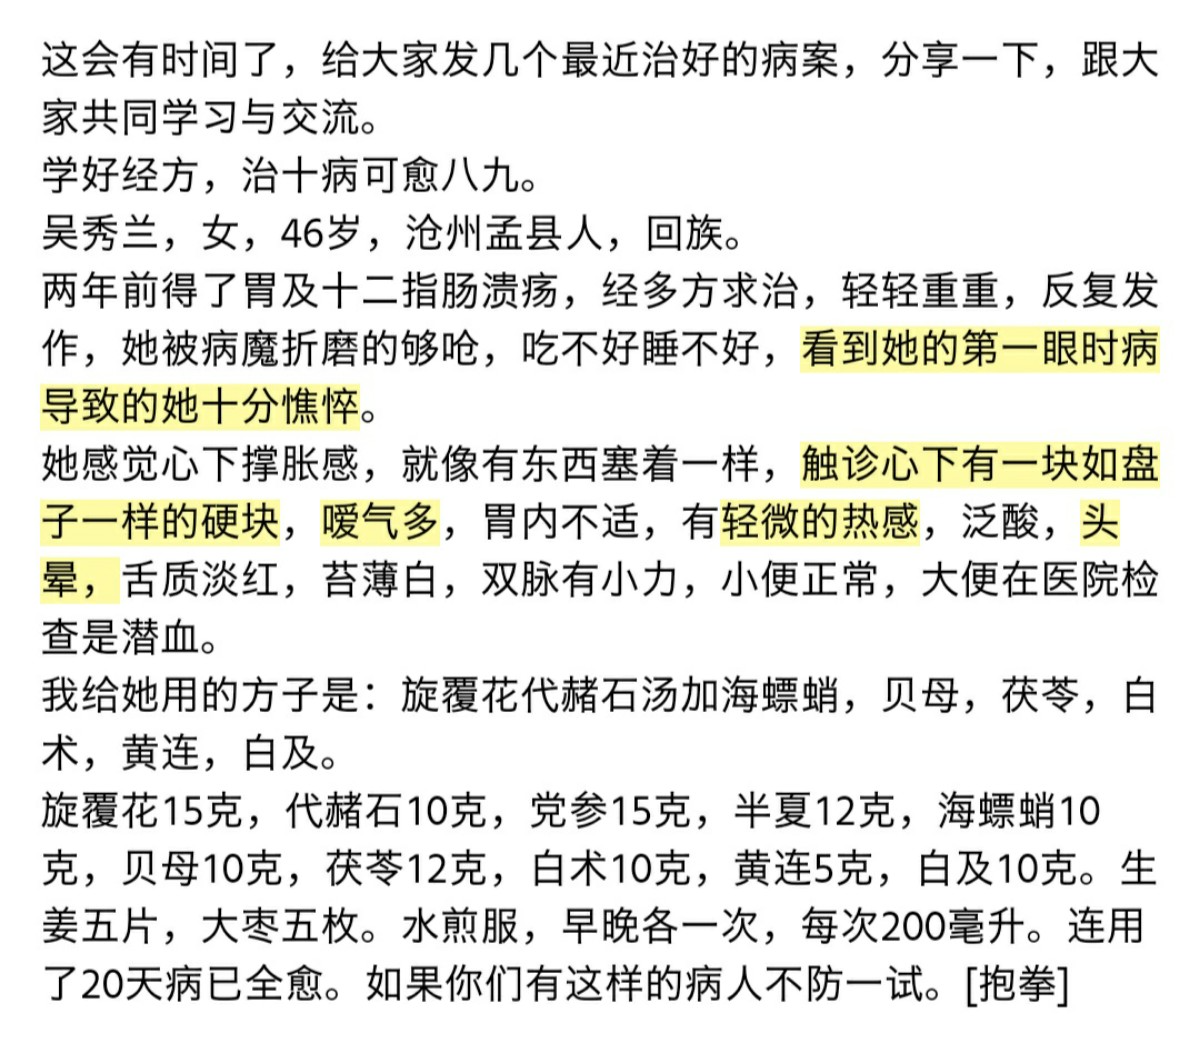 这会有时间了，给大家发几个最近治好的病案，分享一下，跟大
家共同学习与交流。
学好经方，治十病可愈八九。
吴秀兰，女，46岁，沧州孟县人，回族。
两年前得了胃及十二指肠溃疡，经多方求治，轻轻重重，反复发
作，她被病魔折磨的够呛，吃不好睡不好，看到她的第一眼时病
导致的她十分憔悴。
她感觉心下撑胀感，就像有东西塞着一样，触诊心下有一块如盘
子一样的硬块，嗳气多，胃内不适，有轻微的热感，泛酸，头
晕，舌质淡红，苔薄白，双脉有小力，小便正常，大便在医院检
查是潜血。
我给她用的方子是：旋覆花代赭石汤加海螵蛸，贝母，茯苓，白
术，黄连，白及。
旋覆花15克，代赭石10克，党参15克，半夏12克，海螵蛸10
克，贝母10克，茯苓12克，白术10克，黄连5克，白及10克。生
姜五片，大枣五枚。水煎服，早晚各一次，每次200毫升。连用
了20天病已全愈。如果你们有这样的病人不防一试。[抱拳]